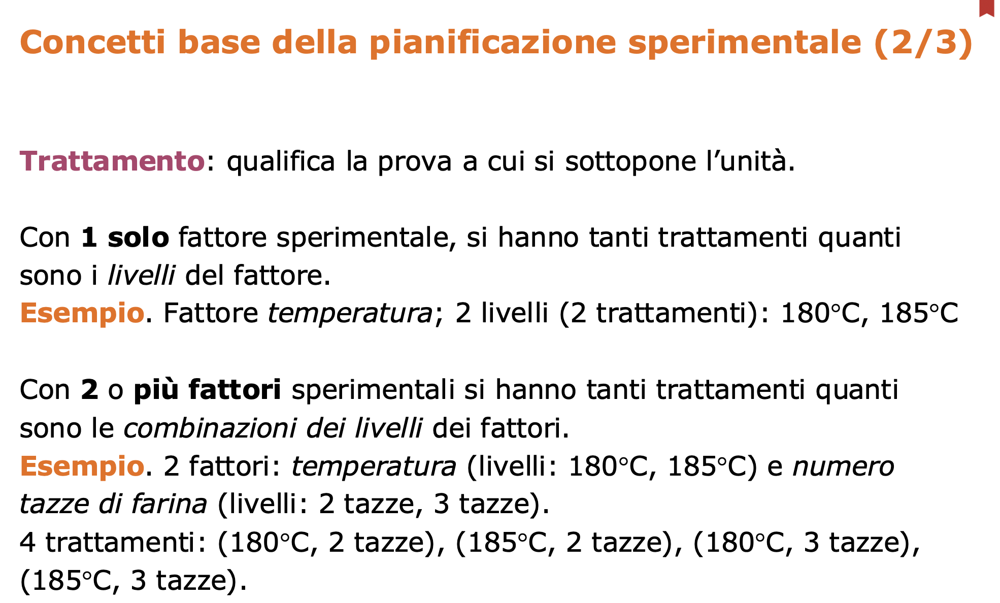 Concetti base della pianificazione sperimentale (2/3)
Trattamento: qualifica la prova a cui si sottopone l’unità.
Con 1 solo fattore sperimentale, si hanno tanti trattamenti quanti
sono i livelli del fattore.
Esempio. Fattore temperatura; 2 livelli (2 trattamenti): 180°C, 185°C
Con 2 o più fattori sperimentali si hanno tanti trattamenti quanti
sono le combinazioni dei livelli dei fattori.
Esempio. 2 fattori: temperatura (livelli: 180°C, 185°C) e numero
tazze di farina (livelli: 2 tazze, 3 tazze).
4 trattamenti: (180°C, 2 tazze), (185°C, 2 tazze), (180°C, 3 tazze),
(185°C, 3 tazze).